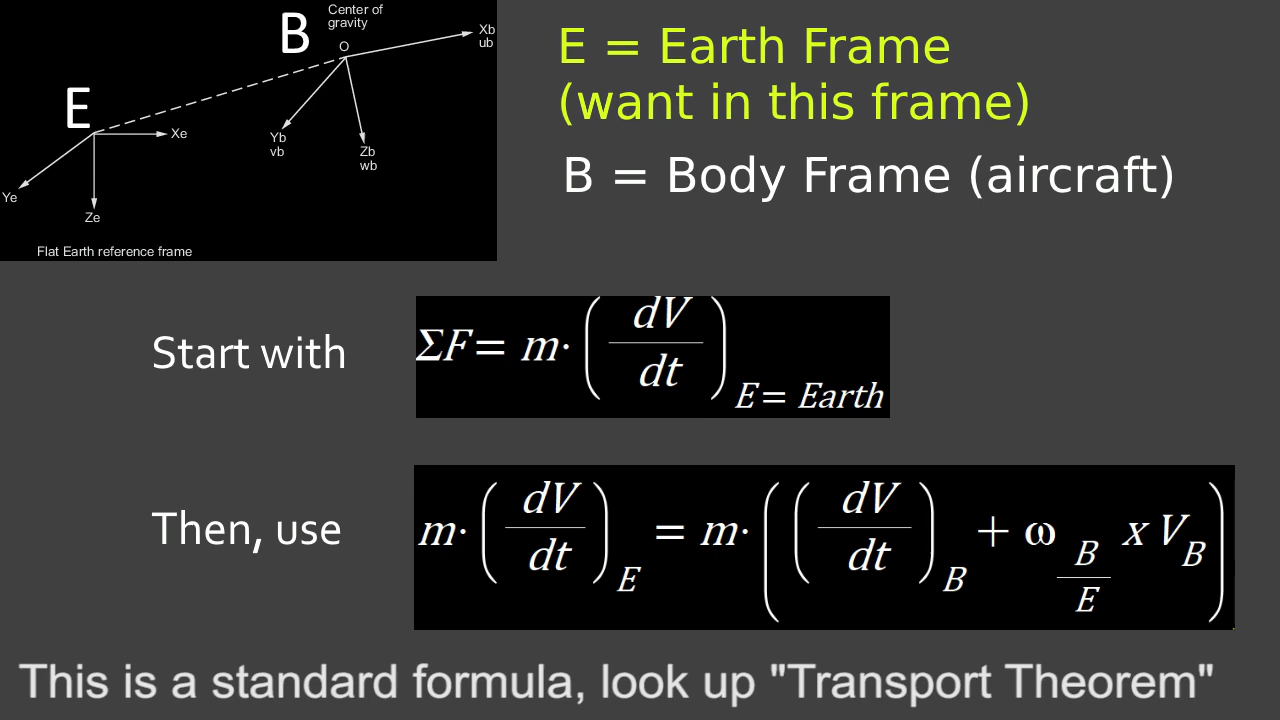 B
Center of
gravity
O
Xb
ub
E
Xe
Yb
vb
Zb
wb
Ye
Ze
Flat Earth reference frame
E = Earth Frame
(want in this frame)
B = Body Frame (aircraft)
Start with
ΣF= m· ( dV / dt ) E= Earth
Then, use
m· ( dV / dt ) E = m· ( ( dV / dt ) B + ω B / E x V B )
This is a standard formula, look up "Transport Theorem"